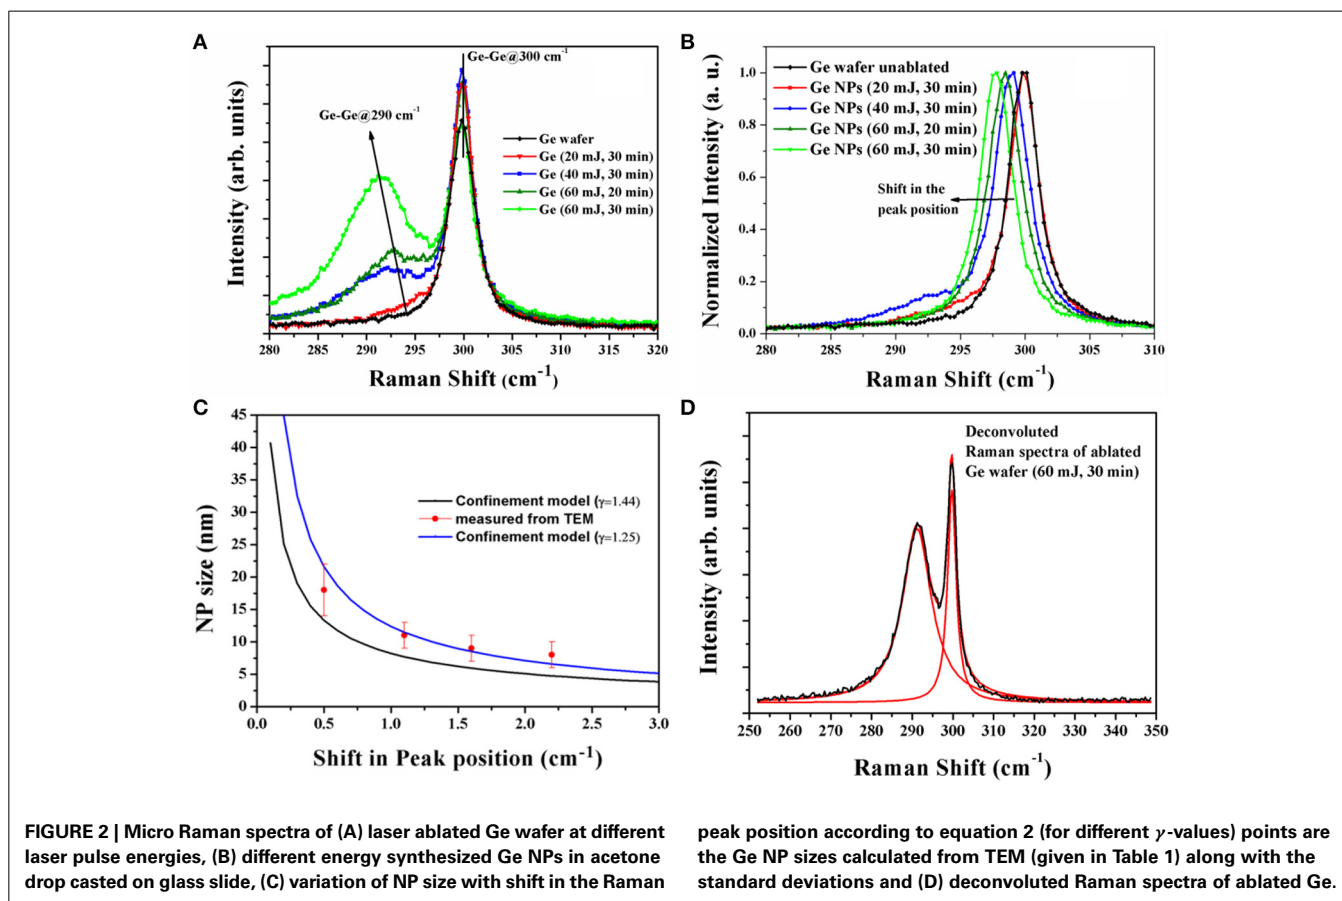 A
Ge-Ge@300 cm⁻¹
Ge-Ge@290 cm⁻¹
Ge wafer
Ge (20 mJ, 30 min)
Ge (40 mJ, 30 min)
Ge (60 mJ, 20 min)
Ge (60 mJ, 30 min)
Intensity (arb. units)
280 285 290 295 300 305 310 315 320
Raman Shift (cm⁻¹)
B
Ge wafer unablated
Ge NPs (20 mJ, 30 min)
Ge NPs (40 mJ, 30 min)
Ge NPs (60 mJ, 20 min)
Ge NPs (60 mJ, 30 min)
Shift in the
peak position
Normalized Intensity (a. u.)
1.0
0.8
0.6
0.4
0.2
0.0
280 285 290 295 300 305 310
Raman Shift (cm⁻¹)
C
45
40
35
30
25
20
15
10
5
0
NP size (nm)
Confinement model (γ=1.44)
measured from TEM
Confinement model (γ=1.25)
0.0 0.5 1.0 1.5 2.0 2.5 3.0
Shift in Peak position (cm⁻¹)
D
Deconvoluted
Raman spectra of ablated
Ge wafer (60 mJ, 30 min)
Intensity (arb. units)
250 260 270 280 290 300 310 320 330 340 350
Raman Shift (cm⁻¹)
FIGURE 2 | Micro Raman spectra of (A) laser ablated Ge wafer at different
laser pulse energies, (B) different energy synthesized Ge NPs in acetone
drop casted on glass slide, (C) variation of NP size with shift in the Raman
peak position according to equation 2 (for different γ-values) points are
the Ge NP sizes calculated from TEM (given in Table 1) along with the
standard deviations and (D) deconvoluted Raman spectra of ablated Ge.